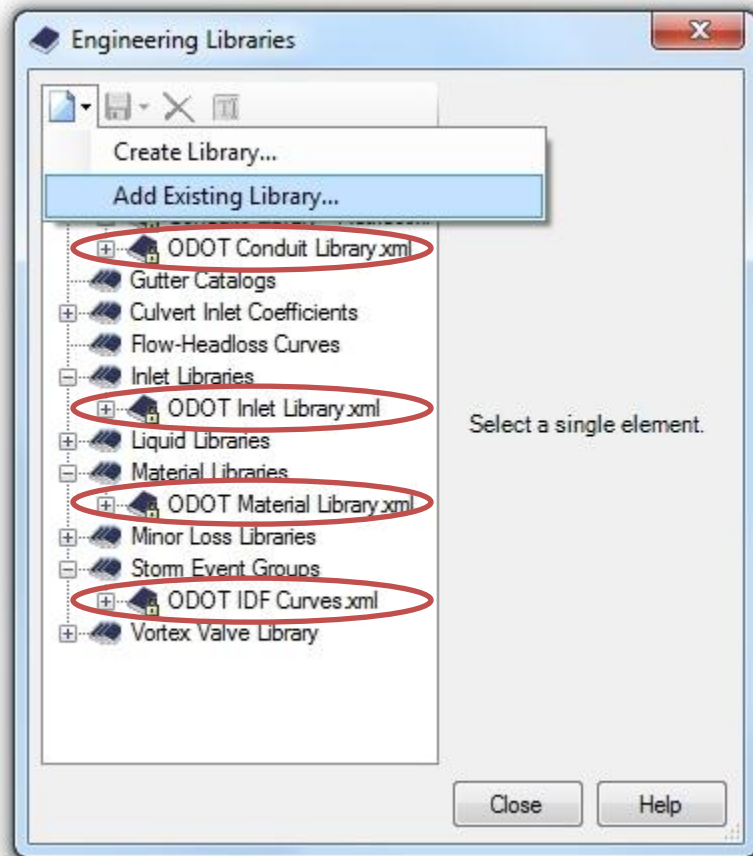 Engineering Libraries
Create Library...
Add Existing Library...
ODOT Conduit Library.xml
Gutter Catalogs
Culvert Inlet Coefficients
Flow-Headloss Curves
Inlet Libraries
ODOT Inlet Library.xml
Liquid Libraries
Material Libraries
ODOT Material Library.xml
Minor Loss Libraries
Storm Event Groups
ODOT IDF Curves.xml
Vortex Valve Library
Select a single element.
Close
Help